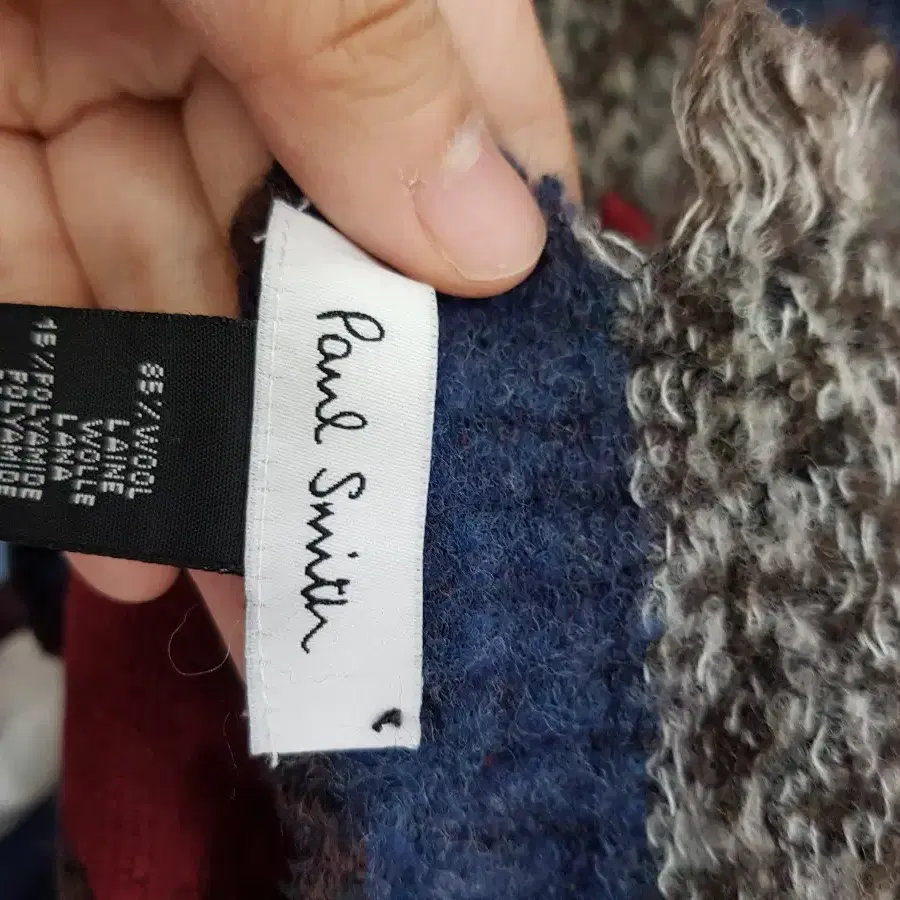 Paul Smith
85%WOOL
LAINE
WOLLE
LANA
15%POLYAMIDE
POLYAMIDE